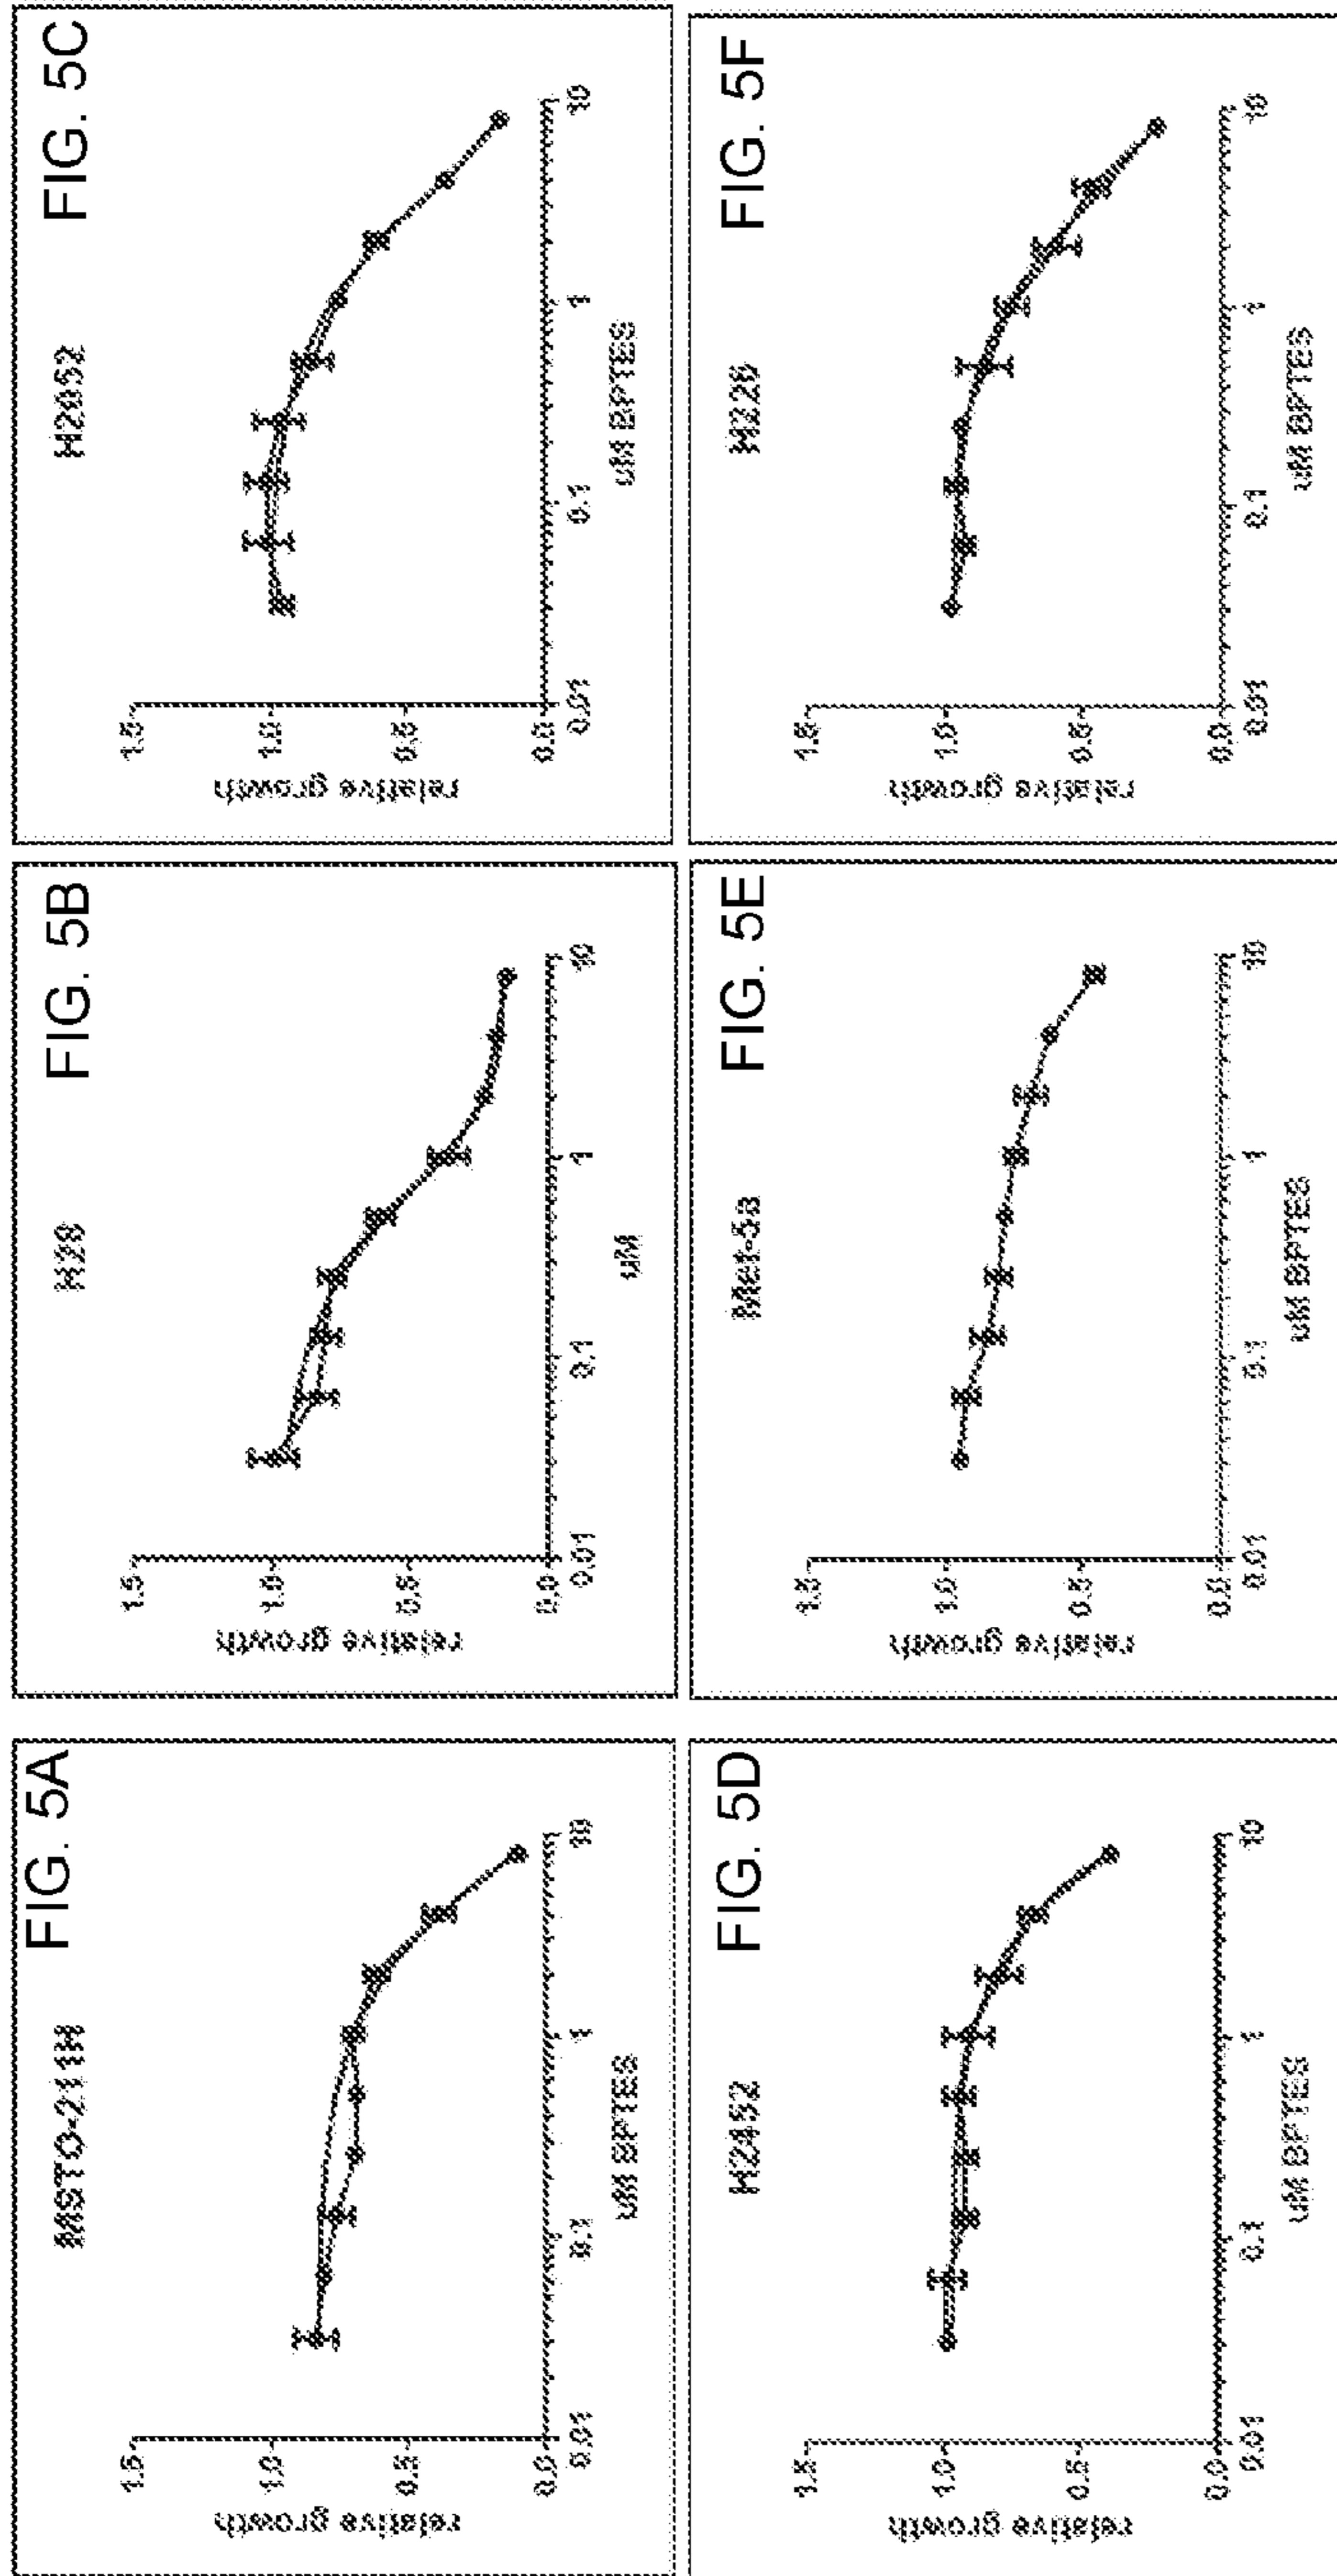 FIG. 5A
MSTO-211H
relative growth
1.5
1.0
0.5
0.0
0.01
0.1
1
10
uM BPTES
FIG. 5B
H28
relative growth
1.5
1.0
0.5
0.0
0.01
0.1
1
10
uM
FIG. 5C
H2052
relative growth
1.5
1.0
0.5
0.0
0.01
0.1
1
10
uM BPTES
FIG. 5D
H2452
relative growth
1.5
1.0
0.5
0.0
0.01
0.1
1
10
uM BPTES
FIG. 5E
Met-5a
relative growth
1.5
1.0
0.5
0.0
0.01
0.1
1
10
uM BPTES
FIG. 5F
H226
relative growth
1.5
1.0
0.5
0.0
0.01
0.1
1
10
uM BPTES